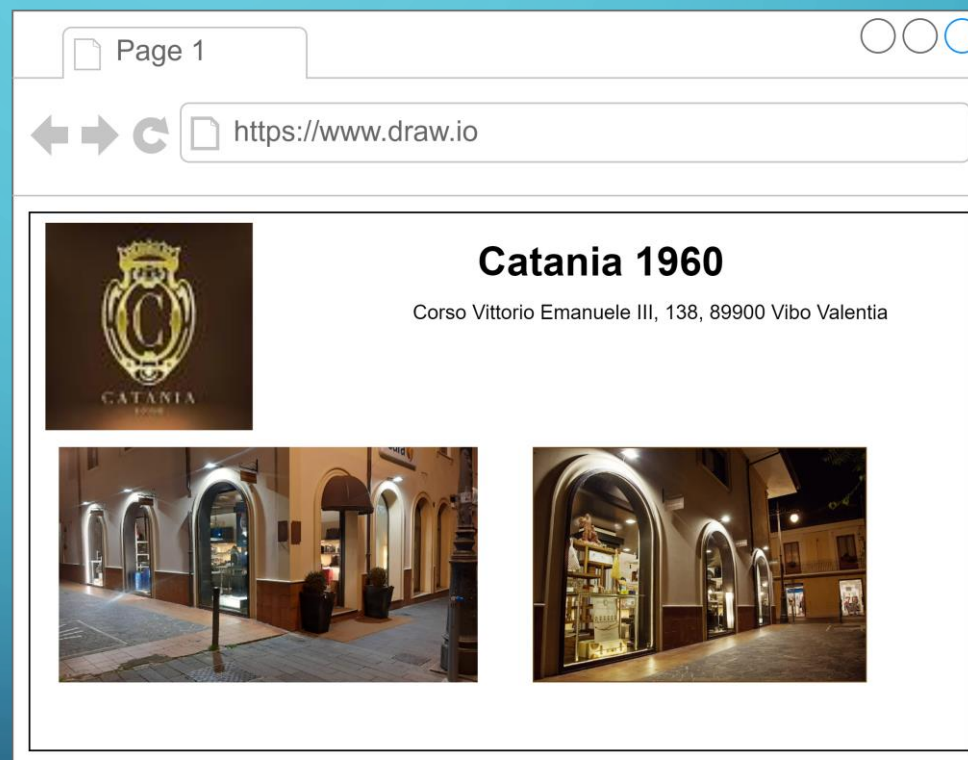 Page 1
https://www.draw.io
Catania 1960
Corso Vittorio Emanuele III, 138, 89900 Vibo Valentia
C
CATANIA